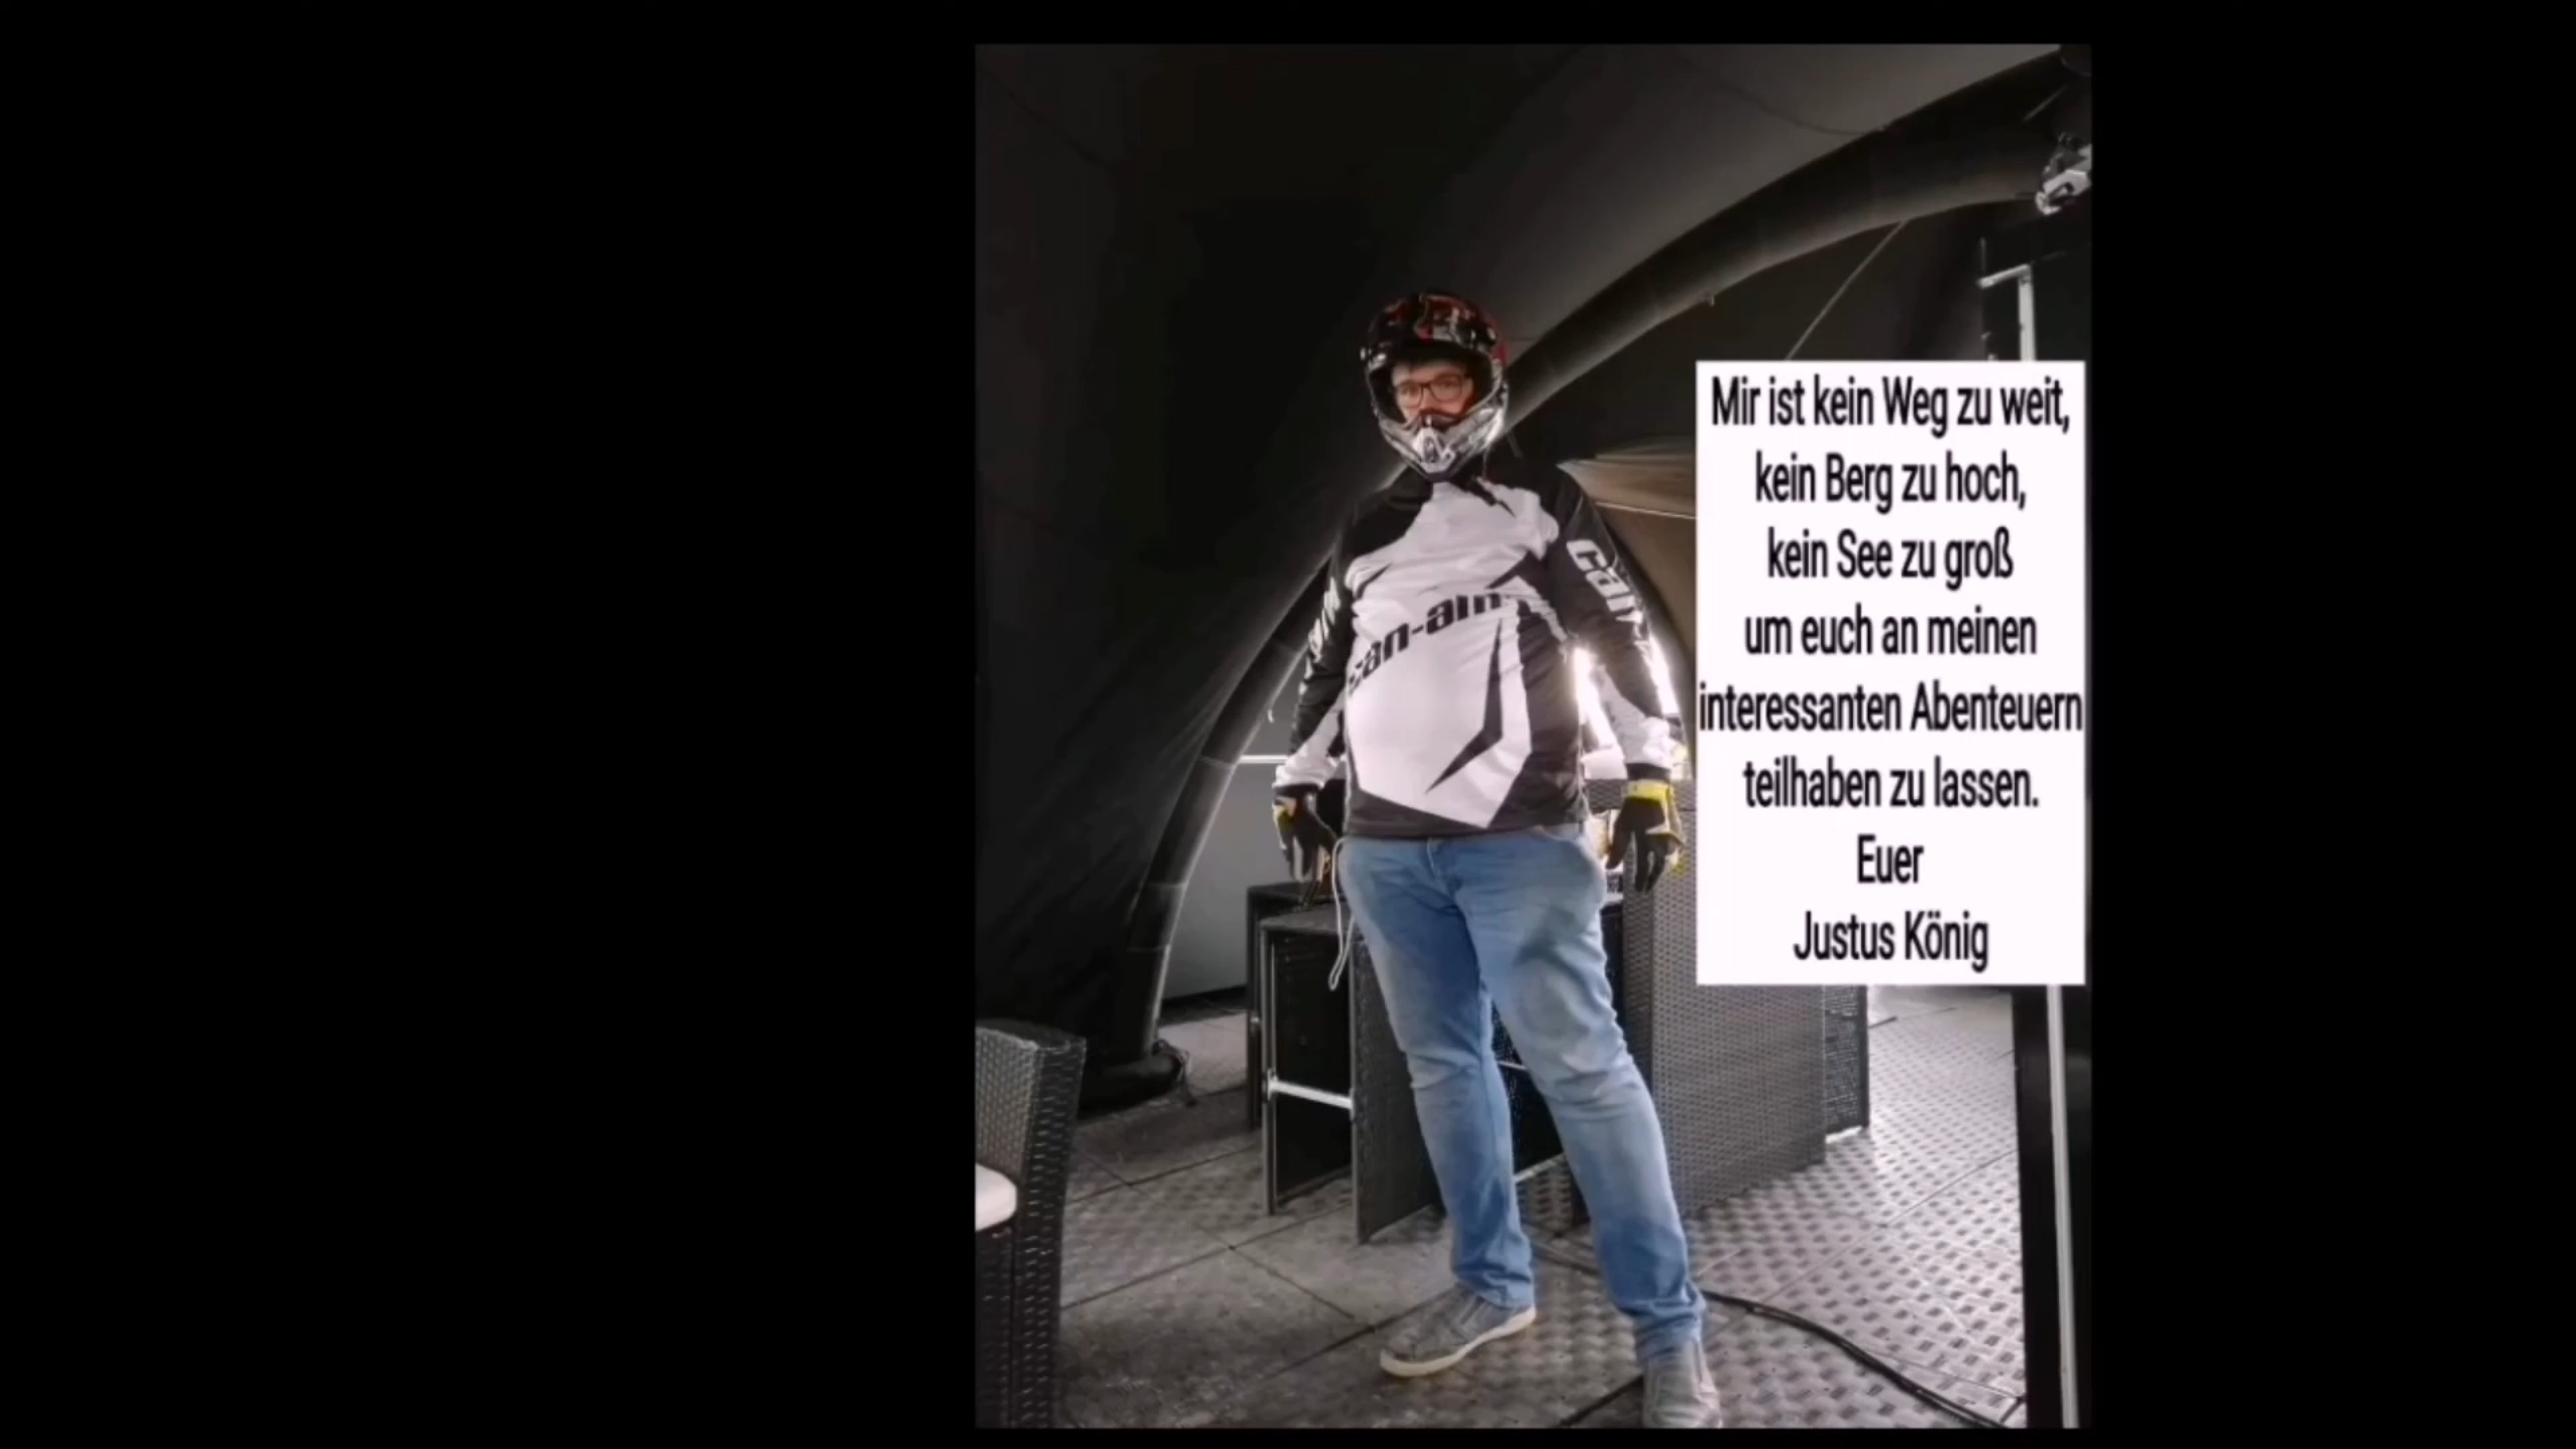 Mir ist kein Weg zu weit,
kein Berg zu hoch,
kein See zu groß
um euch an meinen
interessanten Abenteuern
teilhaben zu lassen.
Euer
Justus König
can-am
can